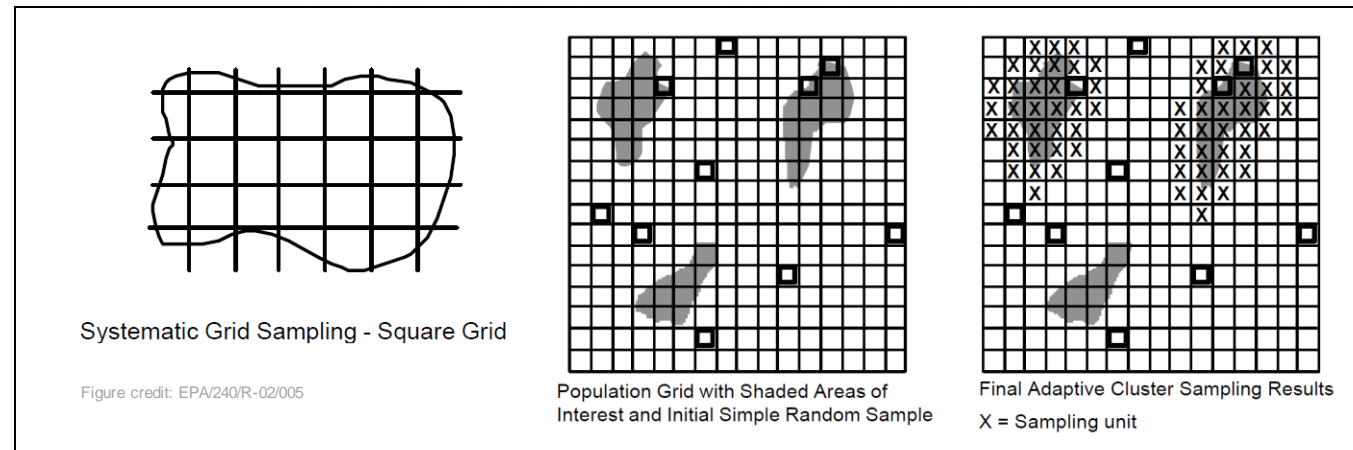 Systematic Grid Sampling - Square Grid
Figure credit: EPA/240/R-02/005
Population Grid with Shaded Areas of
Interest and Initial Simple Random Sample
Final Adaptive Cluster Sampling Results
X = Sampling unit